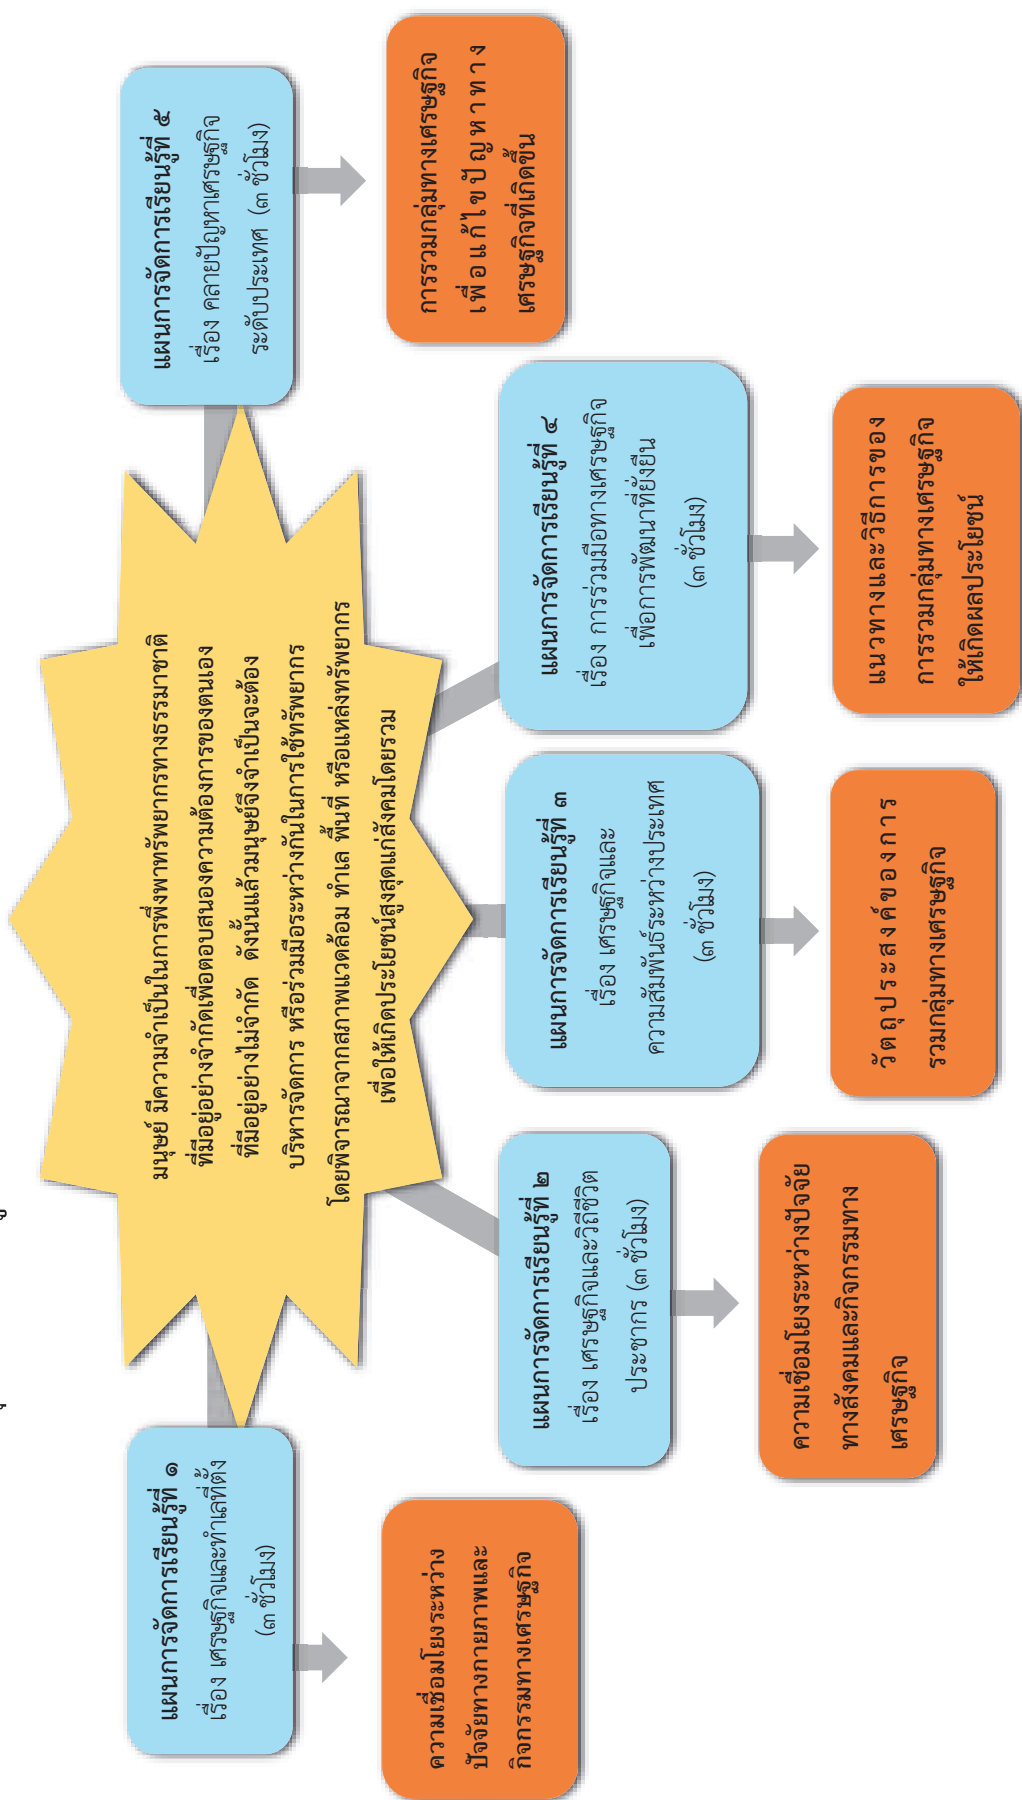 มนุษย์ มีความจำเป็นในการพึ่งพาทรัพยากรทางธรรมชาติ
ที่มีอยู่อย่างจำกัดเพื่อตอบสนองความต้องการของตนเอง
ที่มีอยู่อย่างไม่จำกัด ดังนั้นแล้วมนุษย์จึงจำเป็นจะต้อง
บริหารจัดการ หรือร่วมมือระหว่างกันในการใช้ทรัพยากร
โดยพิจารณาจากสภาพแวดล้อม ทำเล พื้นที่ หรือแหล่งทรัพยากร
เพื่อให้เกิดประโยชน์สูงสุดแก่สังคมโดยรวม
แผนการจัดการเรียนรู้ที่ ๑
เรื่อง เศรษฐกิจและทำเลที่ตั้ง
(๓ ชั่วโมง)
ความเชื่อมโยงระหว่าง
ปัจจัยทางกายภาพและ
กิจกรรมทางเศรษฐกิจ
แผนการจัดการเรียนรู้ที่ ๒
เรื่อง เศรษฐกิจและวิถีชีวิต
ประชากร (๓ ชั่วโมง)
ความเชื่อมโยงระหว่างปัจจัย
ทางสังคมและกิจกรรมทาง
เศรษฐกิจ
แผนการจัดการเรียนรู้ที่ ๓
เรื่อง เศรษฐกิจและ
ความสัมพันธ์ระหว่างประเทศ
(๓ ชั่วโมง)
วัตถุประสงค์ของการ
รวมกลุ่มทางเศรษฐกิจ
แผนการจัดการเรียนรู้ที่ ๔
เรื่อง การร่วมมือทางเศรษฐกิจ
เพื่อการพัฒนาที่ยั่งยืน
(๓ ชั่วโมง)
แนวทางและวิธีการของ
การรวมกลุ่มทางเศรษฐกิจ
ให้เกิดผลประโยชน์
แผนการจัดการเรียนรู้ที่ ๕
เรื่อง คลายปัญหาเศรษฐกิจ
ระดับประเทศ (๓ ชั่วโมง)
การรวมกลุ่มทางเศรษฐกิจ
เพื่อแก้ไขปัญหาทาง
เศรษฐกิจที่เกิดขึ้น